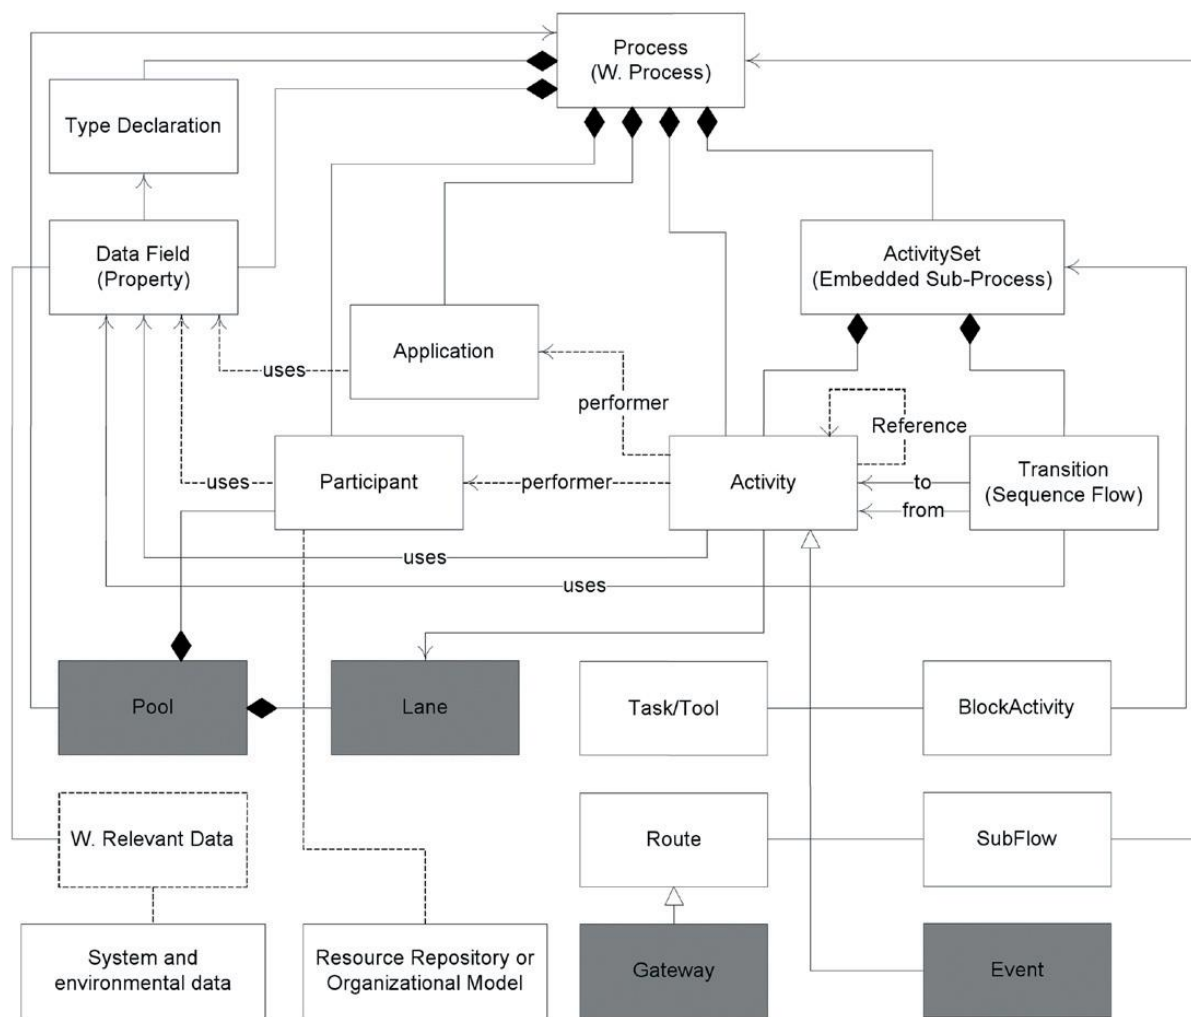 Process
(W. Process)
Type Declaration
Data Field
(Property)
ActivitySet
(Embedded Sub-Process)
Application
uses
performer
Reference
Participant
uses
performer
Activity
to
from
Transition
(Sequence Flow)
uses
uses
Pool
Lane
Task/Tool
BlockActivity
W. Relevant Data
Route
SubFlow
System and
environmental data
Resource Repository or
Organizational Model
Gateway
Event